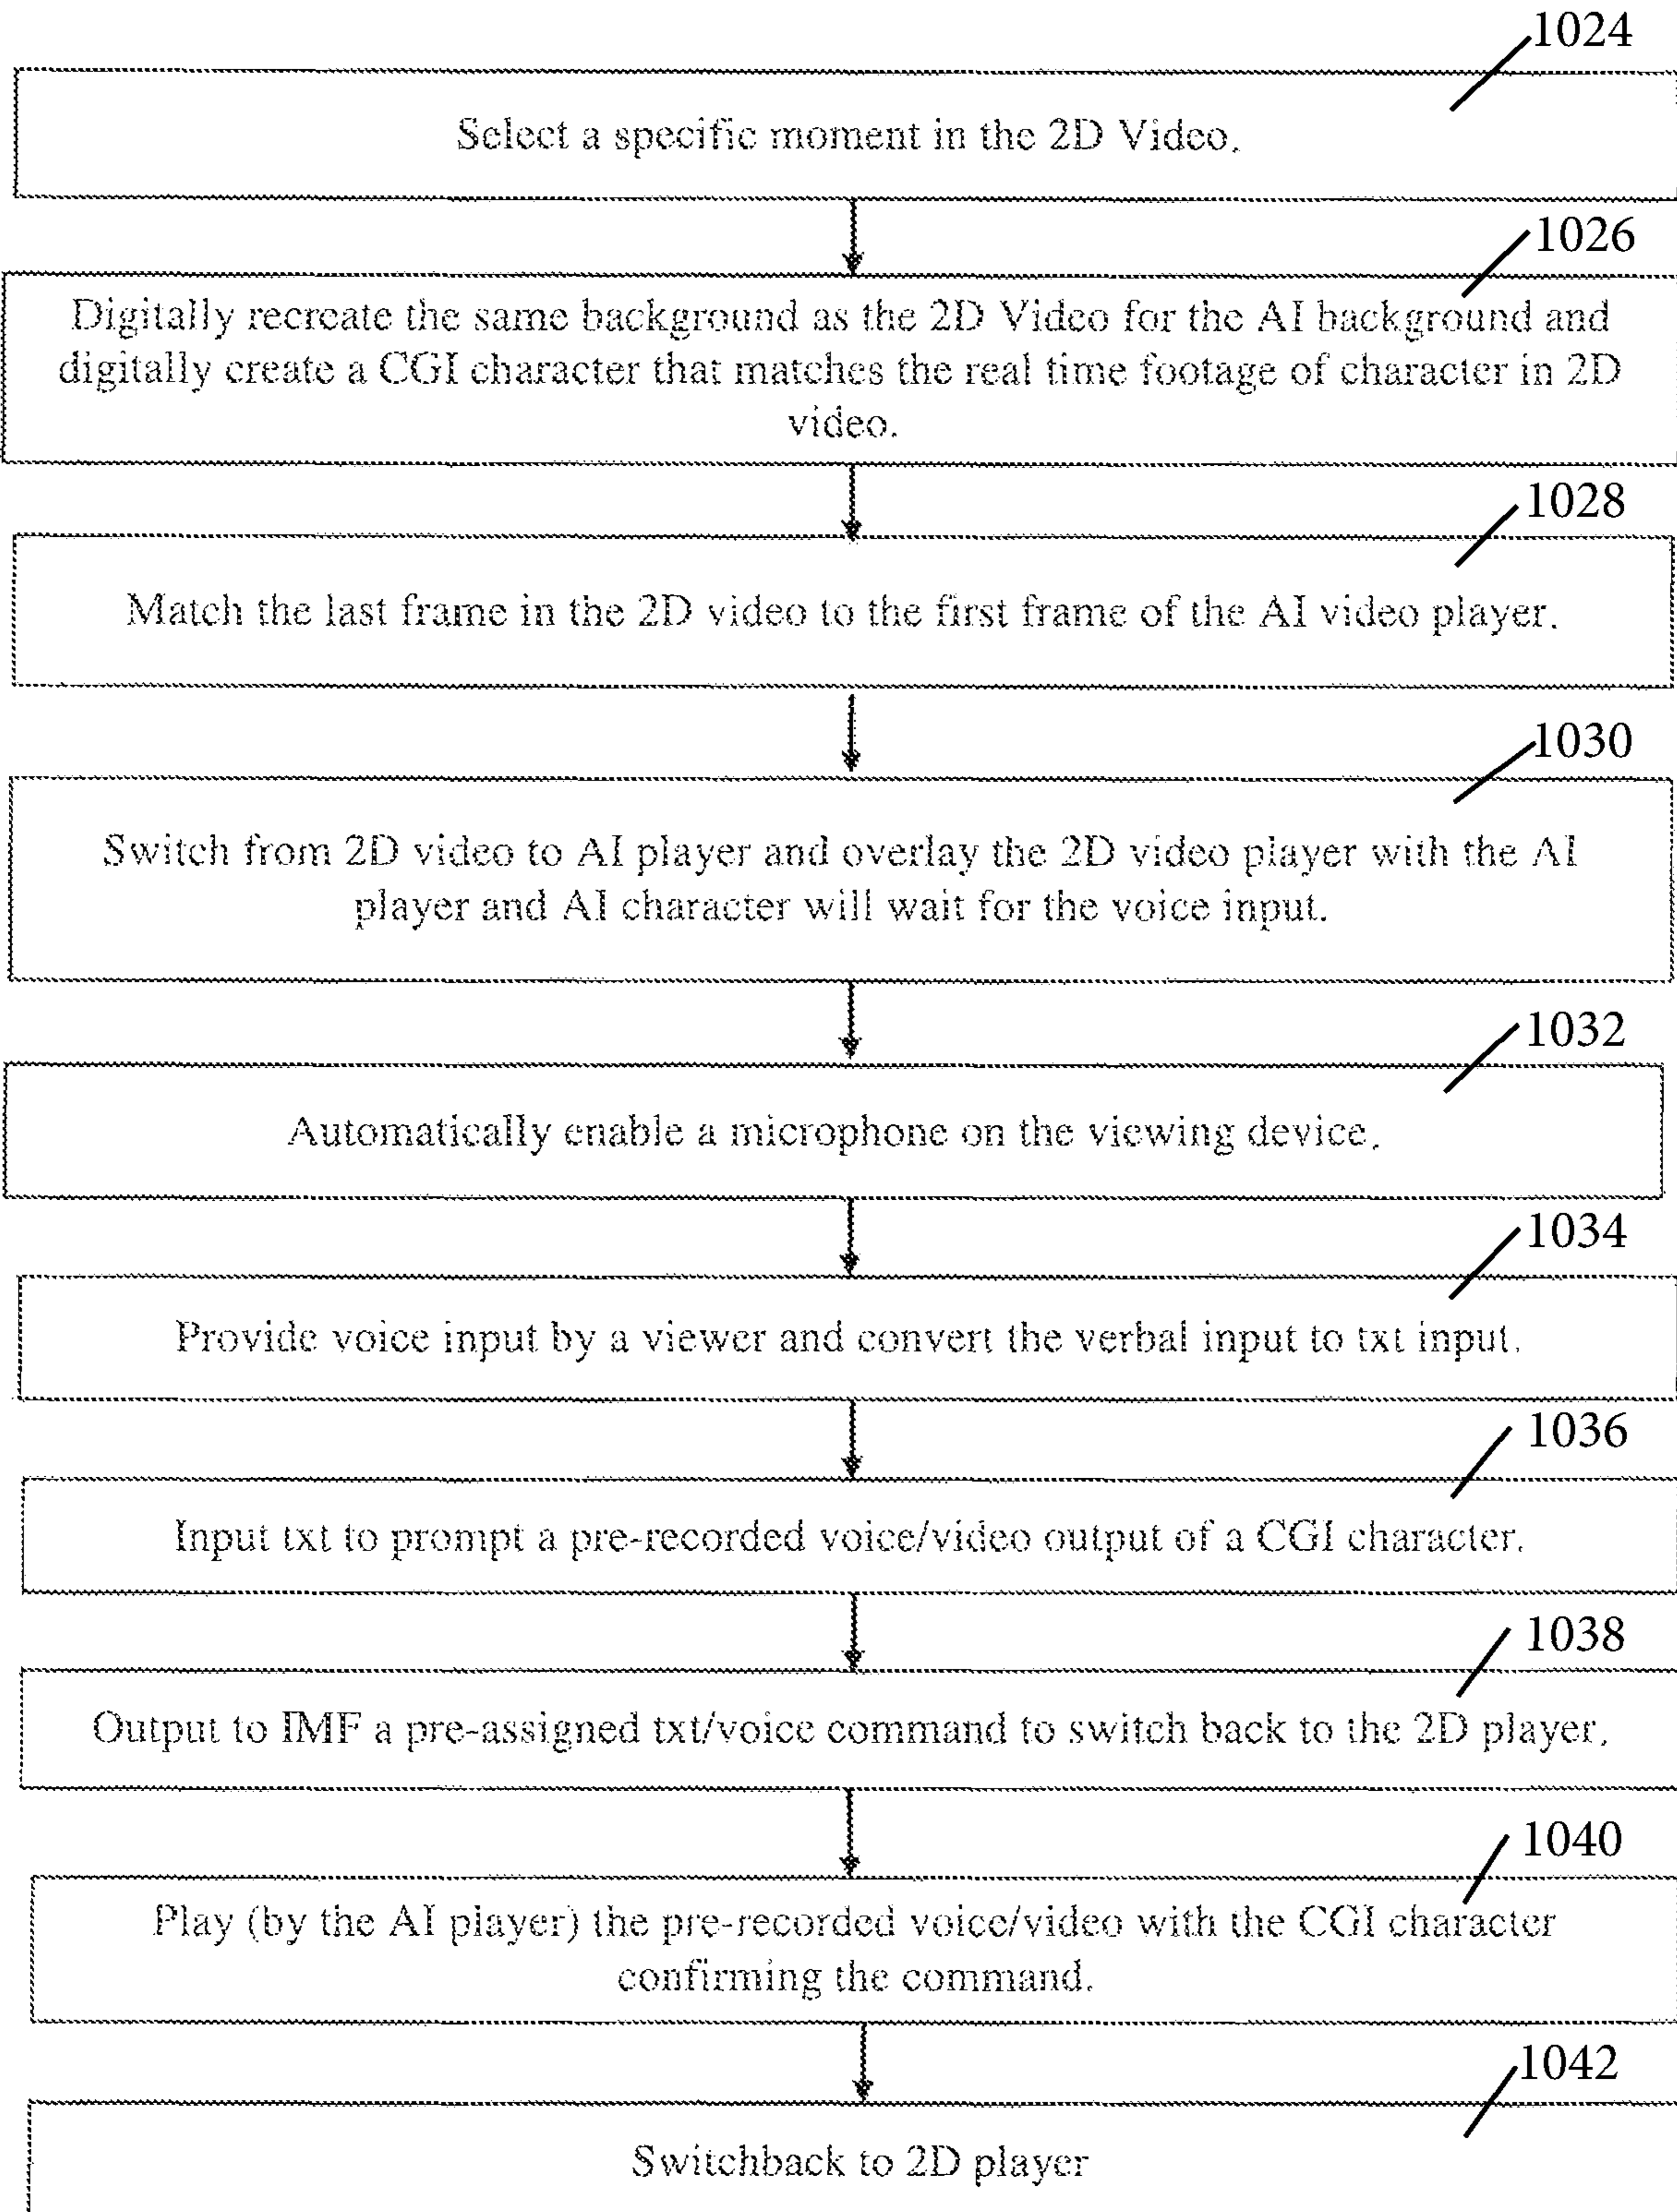 1024
Select a specific moment in the 2D Video.
1026
Digitally recreate the same background as the 2D Video for the AI background and
digitally create a CGI character that matches the real time footage of character in 2D
video.
1028
Match the last frame in the 2D video to the first frame of the AI video player.
1030
Switch from 2D video to AI player and overlay the 2D video player with the AI
player and AI character will wait for the voice input.
1032
Automatically enable a microphone on the viewing device.
1034
Provide voice input by a viewer and convert the verbal input to txt input.
1036
Input txt to prompt a pre-recorded voice/video output of a CGI character.
1038
Output to IMF a pre-assigned txt/voice command to switch back to the 2D player.
1040
Play (by the AI player) the pre-recorded voice/video with the CGI character
confirming the command.
1042
Switchback to 2D player